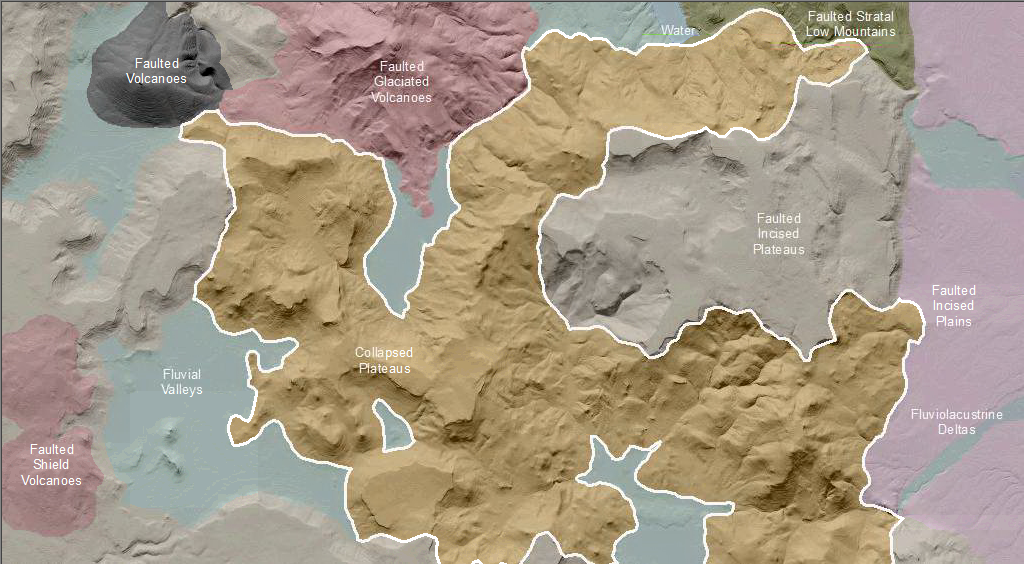 Faulted Stratal
Low Mountains
Water
Faulted
Volcanoes
Faulted
Glaciated
Volcanoes
Faulted
Incised
Plateaus
Faulted
Incised
Plains
Collapsed
Plateaus
Fluvial
Valleys
Fluviolacustrine
Deltas
Faulted
Shield
Volcanoes